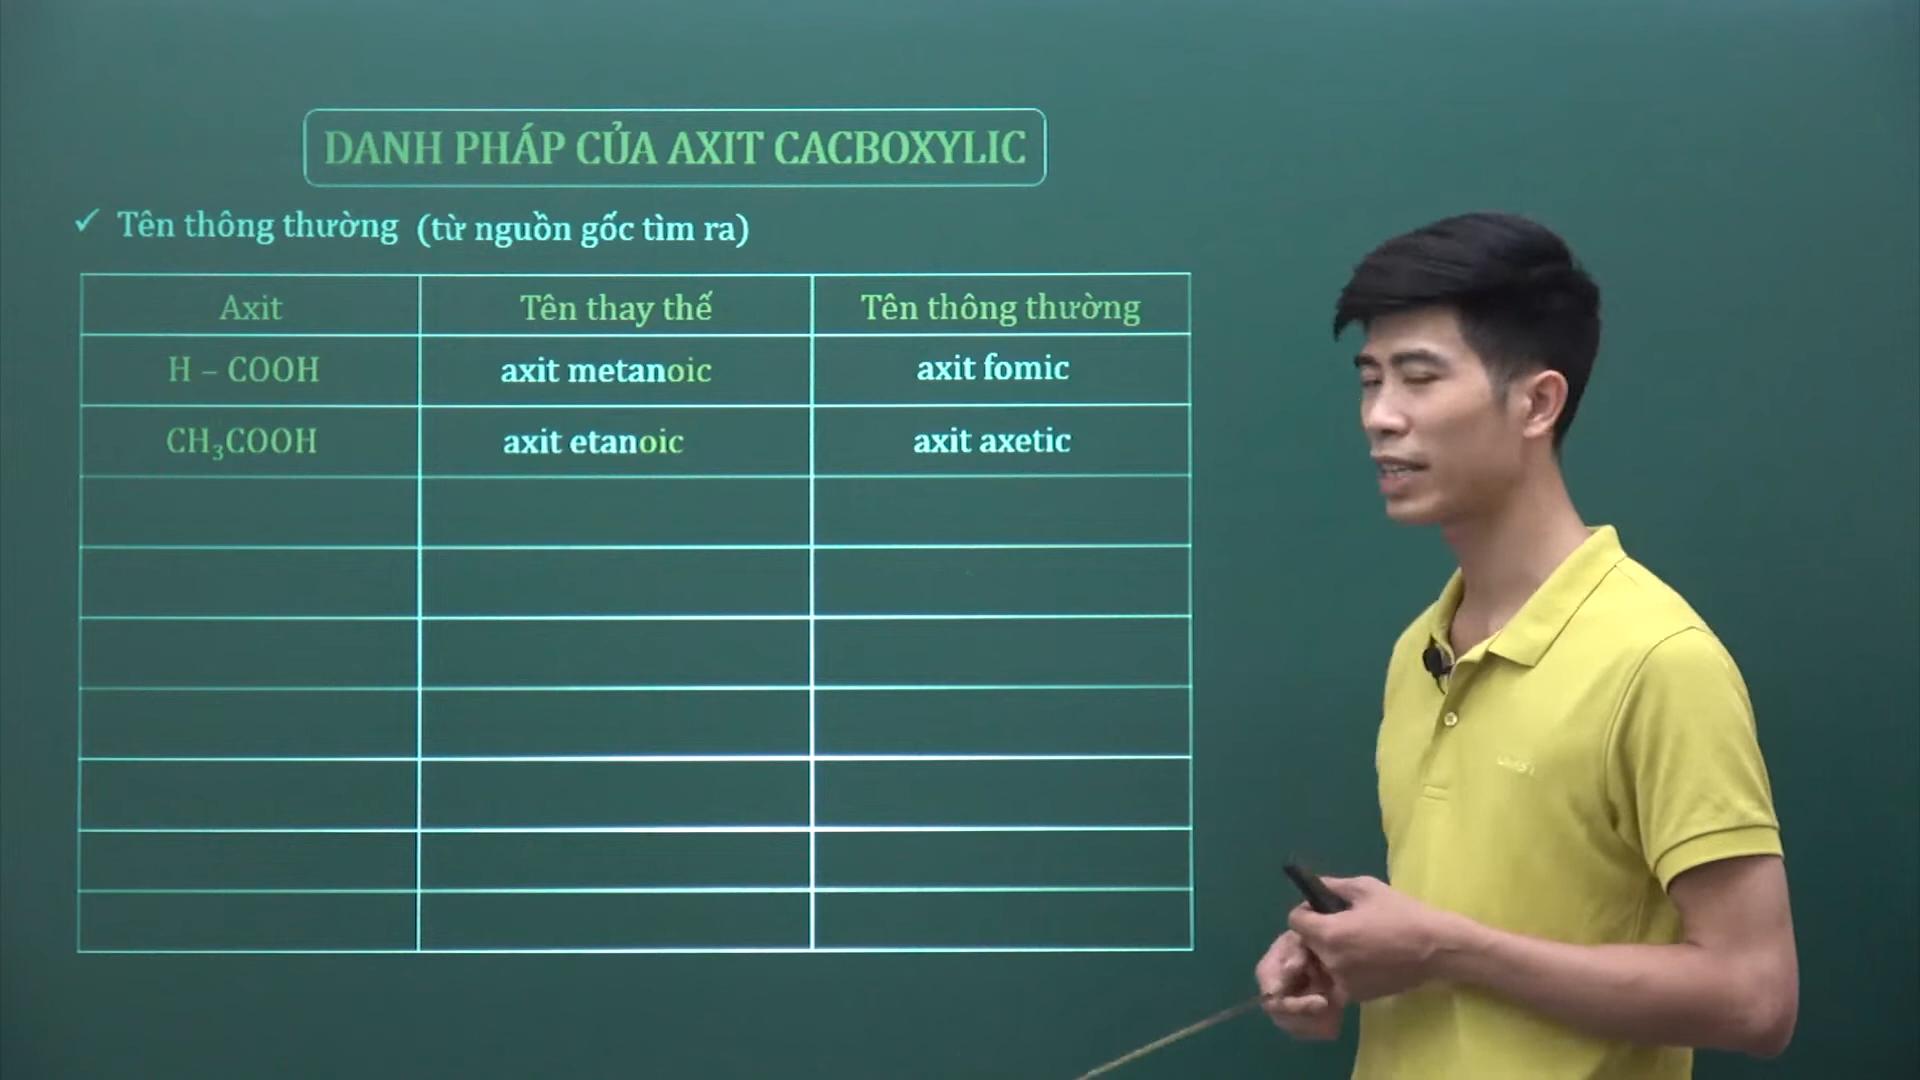 DANH PHÁP CỦA AXIT CACBOXYLIC
✓ Tên thông thường (từ nguồn gốc tìm ra)
Axit Tên thay thế Tên thông thường
H – COOH axit metanoic axit fomic
CH₃COOH axit etanoic axit axetic